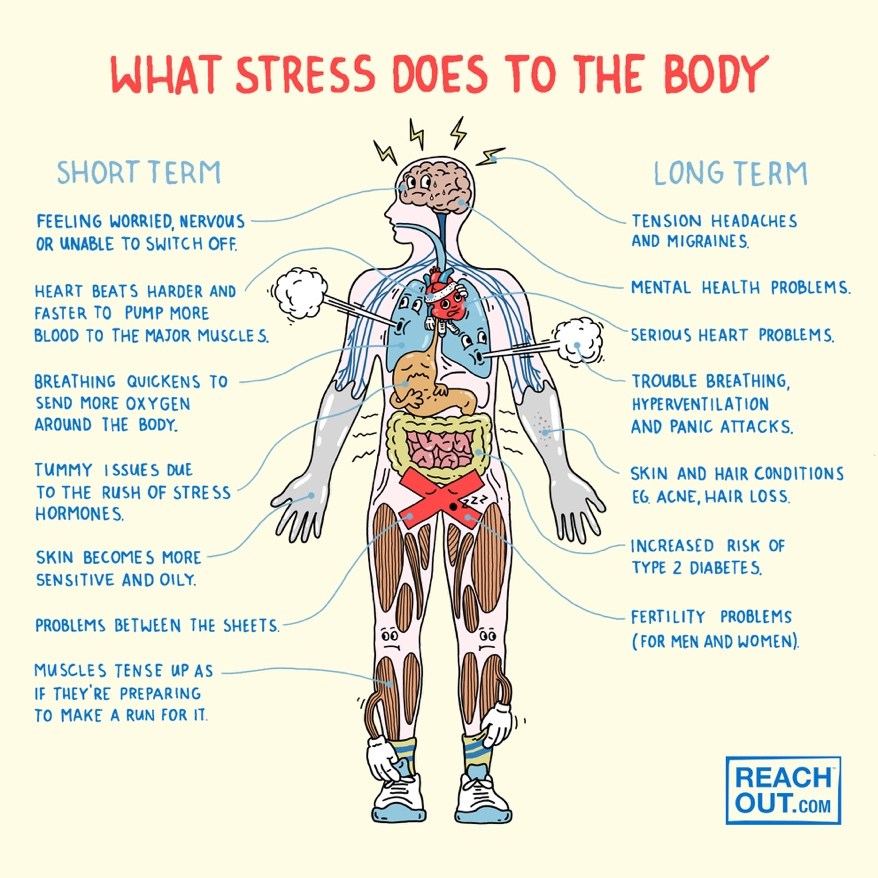 WHAT STRESS DOES TO THE BODY
SHORT TERM
FEELING WORRIED, NERVOUS
OR UNABLE TO SWITCH OFF.
HEART BEATS HARDER AND
FASTER TO PUMP MORE
BLOOD TO THE MAJOR MUSCLES.
BREATHING QUICKENS TO
SEND MORE OXYGEN
AROUND THE BODY.
TUMMY ISSUES DUE
TO THE RUSH OF STRESS
HORMONES.
SKIN BECOMES MORE
SENSITIVE AND OILY.
PROBLEMS BETWEEN THE SHEETS.
MUSCLES TENSE UP AS
IF THEY'RE PREPARING
TO MAKE A RUN FOR IT.
ZZZ
LONG TERM
TENSION HEADACHES
AND MIGRAINES.
MENTAL HEALTH PROBLEMS.
SERIOUS HEART PROBLEMS.
TROUBLE BREATHING,
HYPERVENTILATION
AND PANIC ATTACKS.
SKIN AND HAIR CONDITIONS
EG. ACNE, HAIR LOSS.
INCREASED RISK OF
TYPE 2 DIABETES.
FERTILITY PROBLEMS
(FOR MEN AND WOMEN).
REACH
OUT.COM